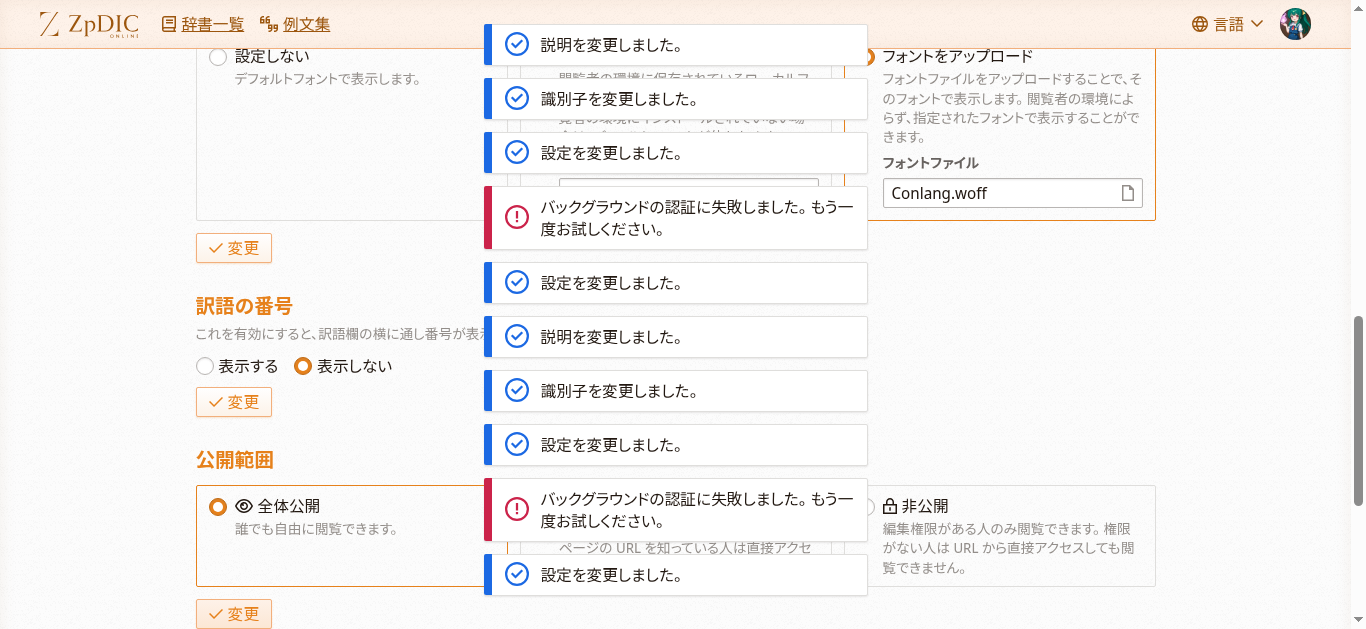 ZpDIC
ONLINE
辞書一覧
例文集
言語
設定しない
デフォルトフォントで表示します。
フォントをアップロード
フォントファイルをアップロードすることで、そ
のフォントで表示します。閲覧者の環境によ
らず、指定されたフォントで表示することがで
きます。
フォントファイル
Conlang.woff
変更
説明を変更しました。
識別子を変更しました。
設定を変更しました。
バックグラウンドの認証に失敗しました。もう一
度お試しください。
設定を変更しました。
説明を変更しました。
識別子を変更しました。
設定を変更しました。
バックグラウンドの認証に失敗しました。もう一
度お試しください。
設定を変更しました。
訳語の番号
これを有効にすると、訳語欄の横に通し番号が表
表示する
表示しない
変更
公開範囲
全体公開
誰でも自由に閲覧できます。
ページの URL を知っている人は直接アクセ
非公開
編集権限がある人のみ閲覧できます。権限
がない人は URL から直接アクセスしても閲
覧できません。
変更